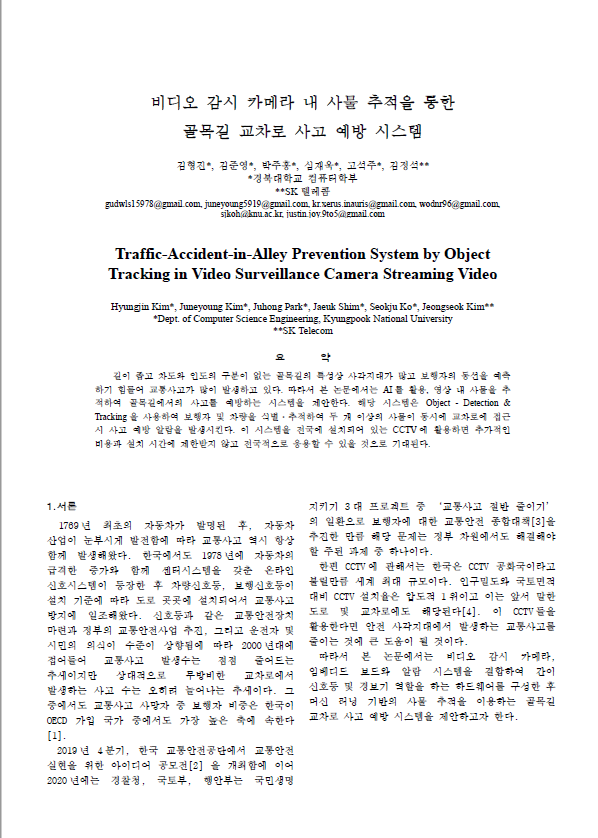 비디오 감시 카메라 내 사물 추적을 통한
골목길 교차로 사고 예방 시스템
김형진*, 김준영*, 박주홍*, 심재욱*, 고석주*, 김정석**
*경북대학교 컴퓨터학부
**SK 텔레콤
gudwls15978@gmail.com, juneyoung5919@gmail.com, kr.xerus.inauris@gmail.com, wodnr96@gmail.com,
sjkoh@knu.ac.kr, justin.joy.9to5@gmail.com
Traffic-Accident-in-Alley Prevention System by Object
Tracking in Video Surveillance Camera Streaming Video
Hyungjin Kim*, Juneyoung Kim*, Juhong Park*, Jaeuk Shim*, Seokju Ko*, Jeongseok Kim**
*Dept. of Computer Science Engineering, Kyungpook National University
**SK Telecom
요 약
길이 좁고 차도와 인도의 구분이 없는 골목길의 특성상 사각지대가 많고 보행자의 동선을 예측
하기 힘들어 교통사고가 많이 발생하고 있다. 따라서 본 논문에서는 AI를 활용, 영상 내 사물을 추
적하여 골목길에서의 사고를 예방하는 시스템을 제안한다. 해당 시스템은 Object - Detection &
Tracking을 사용하여 보행자 및 차량을 식별·추적하여 두 개 이상의 사물이 동시에 교차로에 접근
시 사고 예방 알람을 발생시킨다. 이 시스템을 전국에 설치되어 있는 CCTV에 활용하면 추가적인
비용과 설치 시간에 제한받지 않고 전국적으로 응용할 수 있을 것으로 기대된다.
1.서론
1769년 최초의 자동차가 발명된 후, 자동차
산업이 눈부시게 발전함에 따라 교통사고 역시 항상
함께 발생해왔다. 한국에서도 1978년에 자동차의
급격한 증가와 함께 센터시스템을 갖춘 온라인
신호시스템이 등장한 후 차량신호등, 보행신호등이
설치 기준에 따라 도로 곳곳에 설치되어서 교통사고
방지에 일조해왔다. 신호등과 같은 교통안전장치
마련과 정부의 교통안전사업 추진, 그리고 운전자 및
시민의 의식이 수준이 상향됨에 따라 2000년대에
접어들어 교통사고 발생수는 점점 줄어드는
추세이지만 상대적으로 무방비한 교차로에서
발생하는 사고 수는 오히려 늘어나는 추세이다. 그
중에서도 교통사고 사망자 중 보행자 비중은 한국이
OECD 가입 국가 중에서도 가장 높은 축에 속한다
[1].
2019년 4분기, 한국 교통안전공단에서 교통안전
실현을 위한 아이디어 공모전[2] 을 개최함에 이어
2020년에는 경찰청, 국토부, 행안부는 국민생명
지키기 3대 프로젝트 중 ‘교통사고 절반 줄이기’
의 일환으로 보행자에 대한 교통안전 종합대책[3]을
추진한 만큼 해당 문제는 정부 차원에서도 해결해야
할 주된 과제 중 하나이다.
한편 CCTV에 관해서는 한국은 CCTV 공화국이라고
불릴만큼 세계 최대 규모이다. 인구밀도와 국토면적
대비 CCTV 설치율은 압도적 1위이고 이는 앞서 말한
도로 및 교차로에도 해당된다[4]. 이 CCTV들을
활용한다면 안전 사각지대에서 발생하는 교통사고를
줄이는 것에 큰 도움이 될 것이다.
따라서 본 논문에서는 비디오 감시 카메라,
임베디드 보드와 알람 시스템을 결합하여 간이
신호등 및 경보기 역할을 하는 하드웨어를 구성한 후
머신 러닝 기반의 사물 추적을 이용하는 골목길
교차로 사고 예방 시스템을 제안하고자 한다.